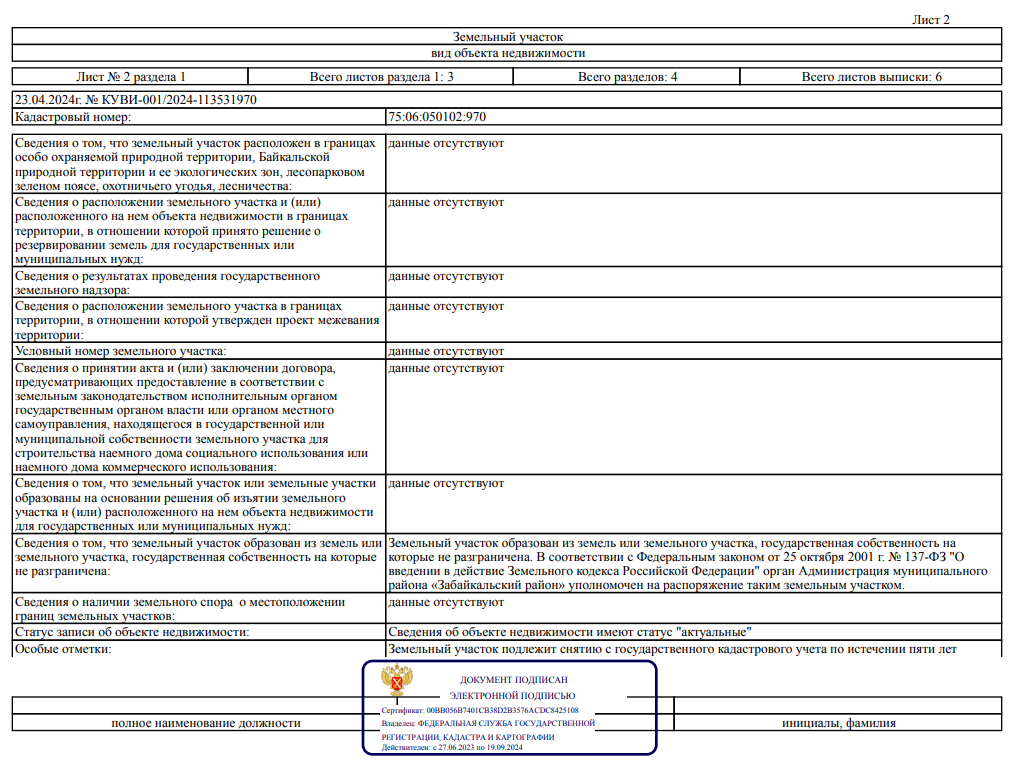 Лист 2
Земельный участок
вид объекта недвижимости
Лист № 2 раздела 1
Всего листов раздела 1: 3
Всего разделов: 4
Всего листов выписки: 6
23.04.2024г. № КУВИ-001/2024-113531970
Кадастровый номер:
75:06:050102:970
Сведения о том, что земельный участок расположен в границах
особо охраняемой природной территории, Байкальской
природной территории и ее экологических зон, лесопарковом
зеленом поясе, охотничьего угодья, лесничества:
данные отсутствуют
Сведения о расположении земельного участка и (или)
расположенного на нем объекта недвижимости в границах
территории, в отношении которой принято решение о
резервировании земель для государственных или
муниципальных нужд:
данные отсутствуют
Сведения о результатах проведения государственного
земельного надзора:
данные отсутствуют
Сведения о расположении земельного участка в границах
территории, в отношении которой утвержден проект межевания
территории:
данные отсутствуют
Условный номер земельного участка:
данные отсутствуют
Сведения о принятии акта и (или) заключении договора,
предусматривающих предоставление в соответствии с
земельным законодательством исполнительным органом
государственным органом власти или органом местного
самоуправления, находящегося в государственной или
муниципальной собственности земельного участка для
строительства наемного дома социального использования или
наемного дома коммерческого использования:
данные отсутствуют
Сведения о том, что земельный участок или земельные участки
образованы на основании решения об изъятии земельного
участка и (или) расположенного на нем объекта недвижимости
для государственных или муниципальных нужд:
данные отсутствуют
Сведения о том, что земельный участок образован из земель или
земельного участка, государственная собственность на которые
не разграничена:
Земельный участок образован из земель или земельного участка, государственная собственность на
которые не разграничена. В соответствии с Федеральным законом от 25 октября 2001 г. № 137-ФЗ "О
введении в действие Земельного кодекса Российской Федерации" орган Администрация муниципального
района «Забайкальский район» уполномочен на распоряжение таким земельным участком.
Сведения о наличии земельного спора о местоположении
границ земельных участков:
данные отсутствуют
Статус записи об объекте недвижимости:
Сведения об объекте недвижимости имеют статус "актуальные"
Особые отметки:
Земельный участок подлежит снятию с государственного кадастрового учета по истечении пяти лет
полное наименование должности
ДОКУМЕНТ ПОДПИСАН
ЭЛЕКТРОННОЙ ПОДПИСЬЮ
Сертификат: 00BB056B7401CB38D2B3576ACDC8425108
Владелец: ФЕДЕРАЛЬНАЯ СЛУЖБА ГОСУДАРСТВЕННОЙ
РЕГИСТРАЦИИ, КАДАСТРА И КАРТОГРАФИИ
Действителен: с 27.06.2023 по 19.09.2024
инициалы, фамилия